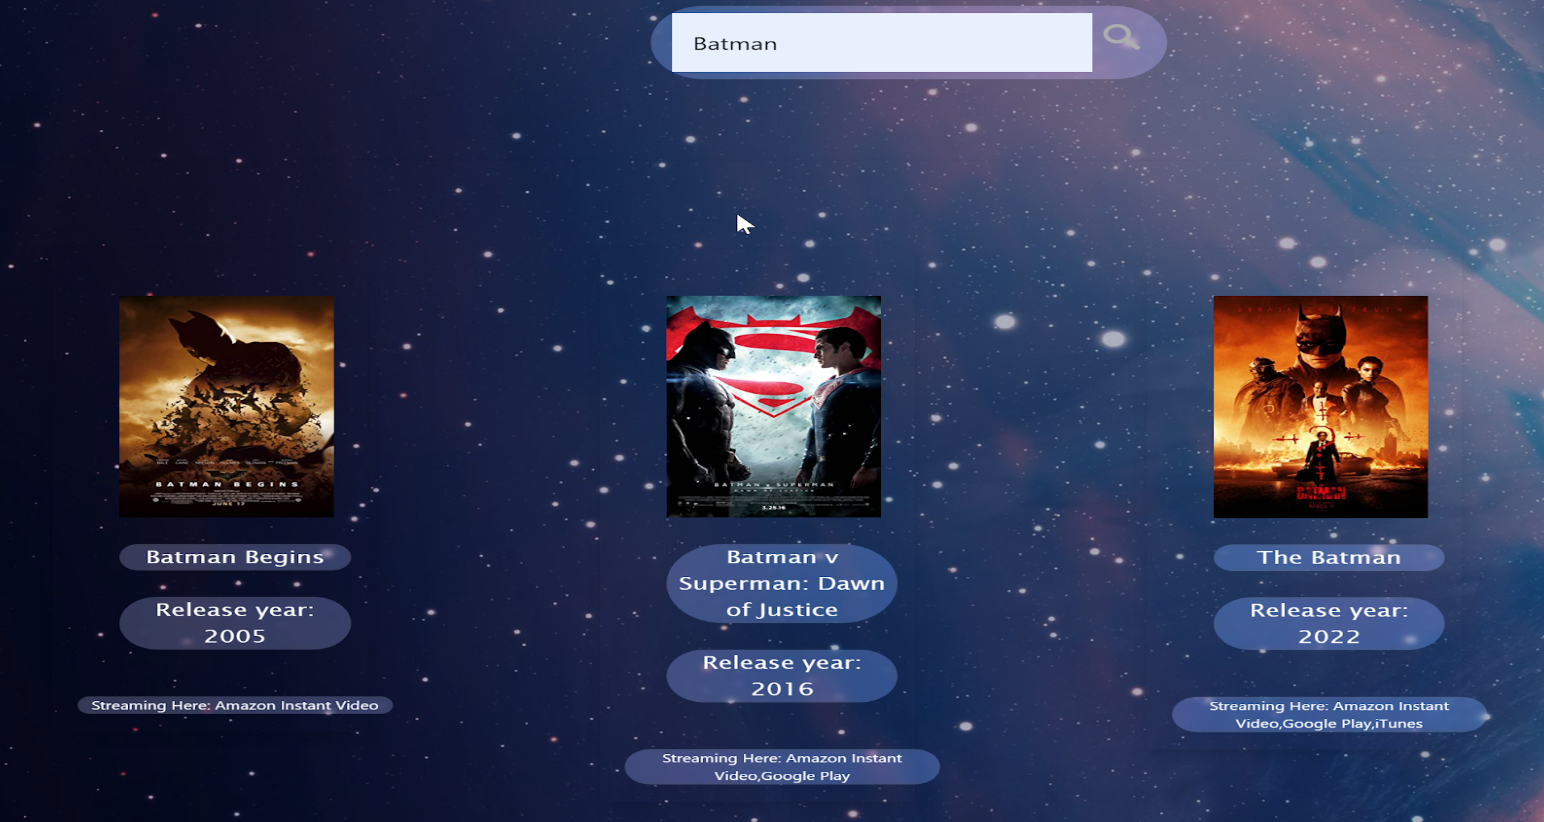 Batman
BATMAN BEGINS
JUNE 17
BATMAN v SUPERMAN
DAWN OF JUSTICE
3.25.16
THE BATMAN
Batman Begins
Release year:
2005
Streaming Here: Amazon Instant Video
Batman v
Superman: Dawn
of Justice
Release year:
2016
Streaming Here: Amazon Instant
Video,Google Play
The Batman
Release year:
2022
Streaming Here: Amazon Instant
Video,Google Play,iTunes